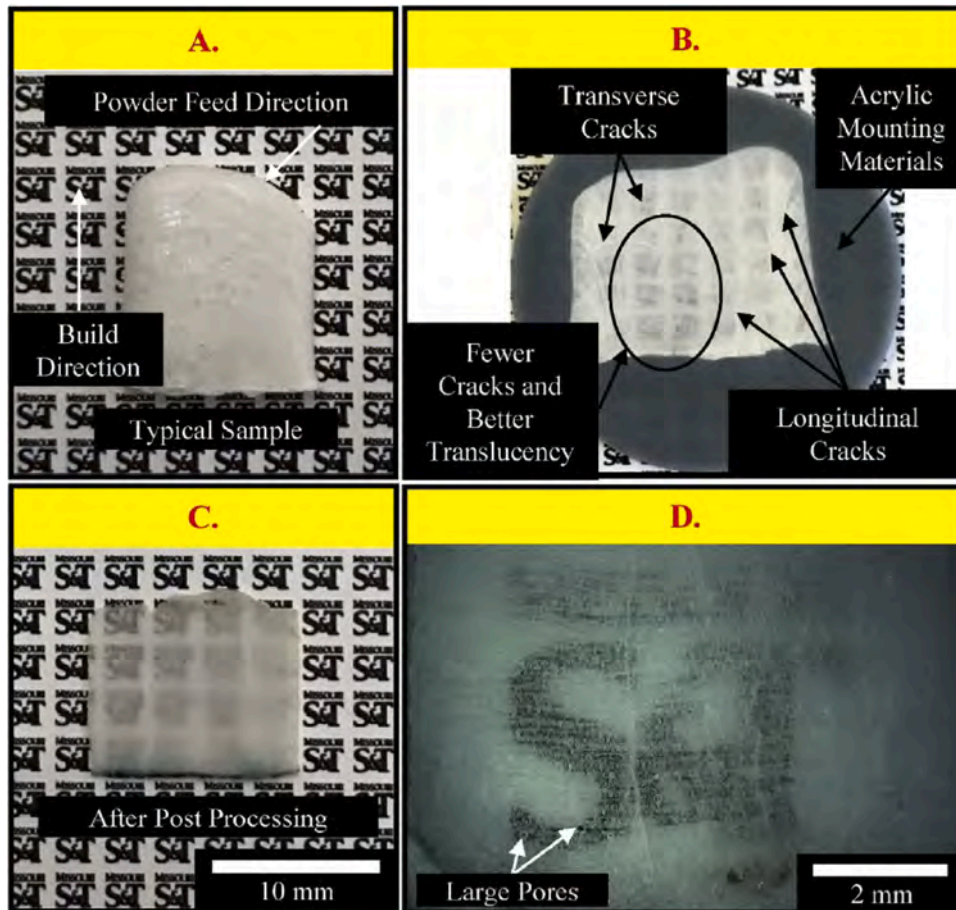 A.
Powder Feed Direction
Build
Direction
Typical Sample
B.
Transverse
Cracks
Acrylic
Mounting
Materials
Fewer
Cracks and
Better
Translucency
Longitudinal
Cracks
C.
MISSOURI
S&T
After Post Processing
10 mm
D.
Large Pores
2 mm